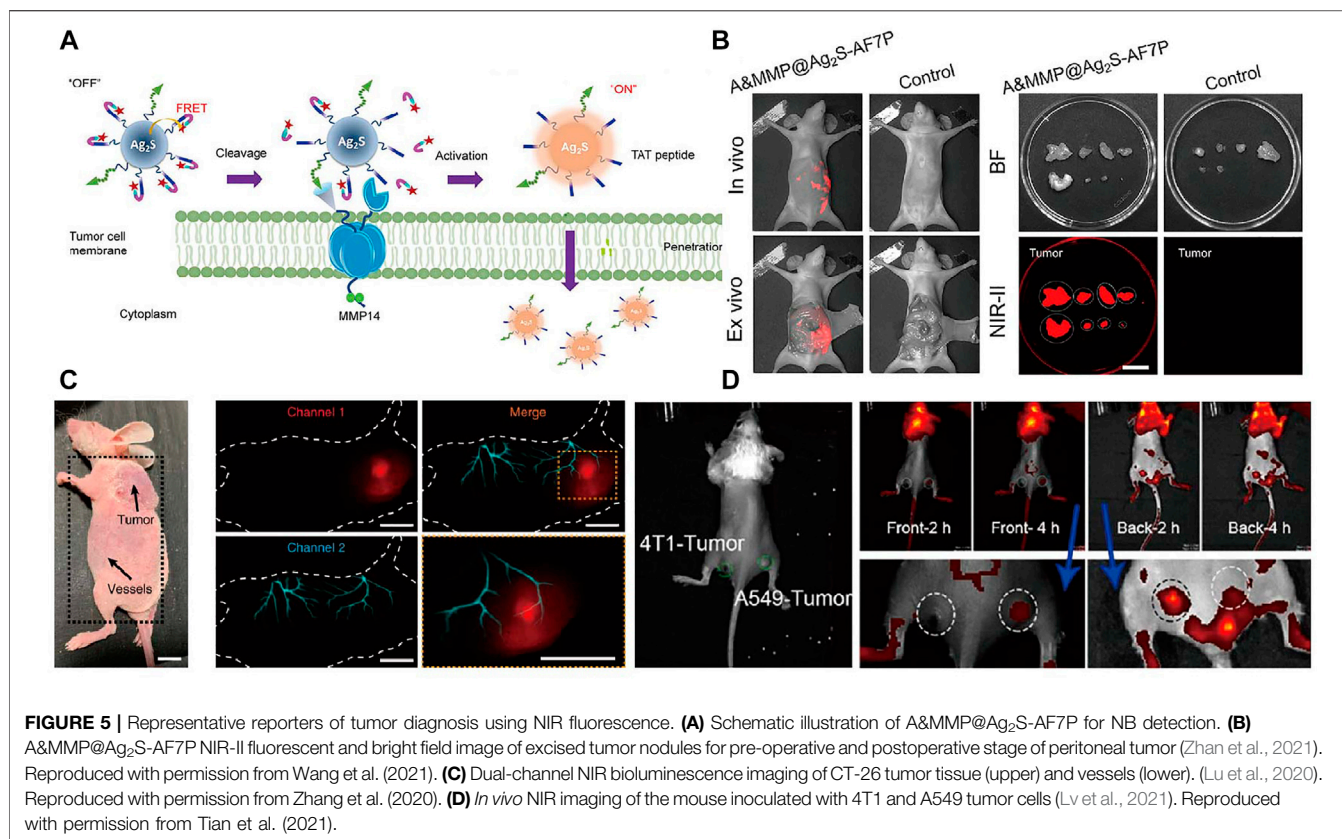 A
"OFF"
FRET
Ag2S
Cleavage
Ag2S
Activation
"ON"
Ag2S
TAT peptide
Tumor cell
membrane
Penetration
Cytoplasm
MMP14
B
A&MMP@Ag2S-AF7P
Control
In vivo
Ex vivo
A&MMP@Ag2S-AF7P
Control
BF
NIR-II
Tumor
Tumor
C
Tumor
Vessels
Channel 1
Merge
Channel 2
D
4T1-Tumor
A549-Tumor
Front-2 h
Front- 4 h
Back-2 h
Back-4 h
FIGURE 5 | Representative reporters of tumor diagnosis using NIR fluorescence. (A) Schematic illustration of A&MMP@Ag2S-AF7P for NB detection. (B)
A&MMP@Ag2S-AF7P NIR-II fluorescent and bright field image of excised tumor nodules for pre-operative and postoperative stage of peritoneal tumor (Zhan et al., 2021).
Reproduced with permission from Wang et al. (2021). (C) Dual-channel NIR bioluminescence imaging of CT-26 tumor tissue (upper) and vessels (lower). (Lu et al., 2020).
Reproduced with permission from Zhang et al. (2020). (D) In vivo NIR imaging of the mouse inoculated with 4T1 and A549 tumor cells (Lv et al., 2021). Reproduced
with permission from Tian et al. (2021).